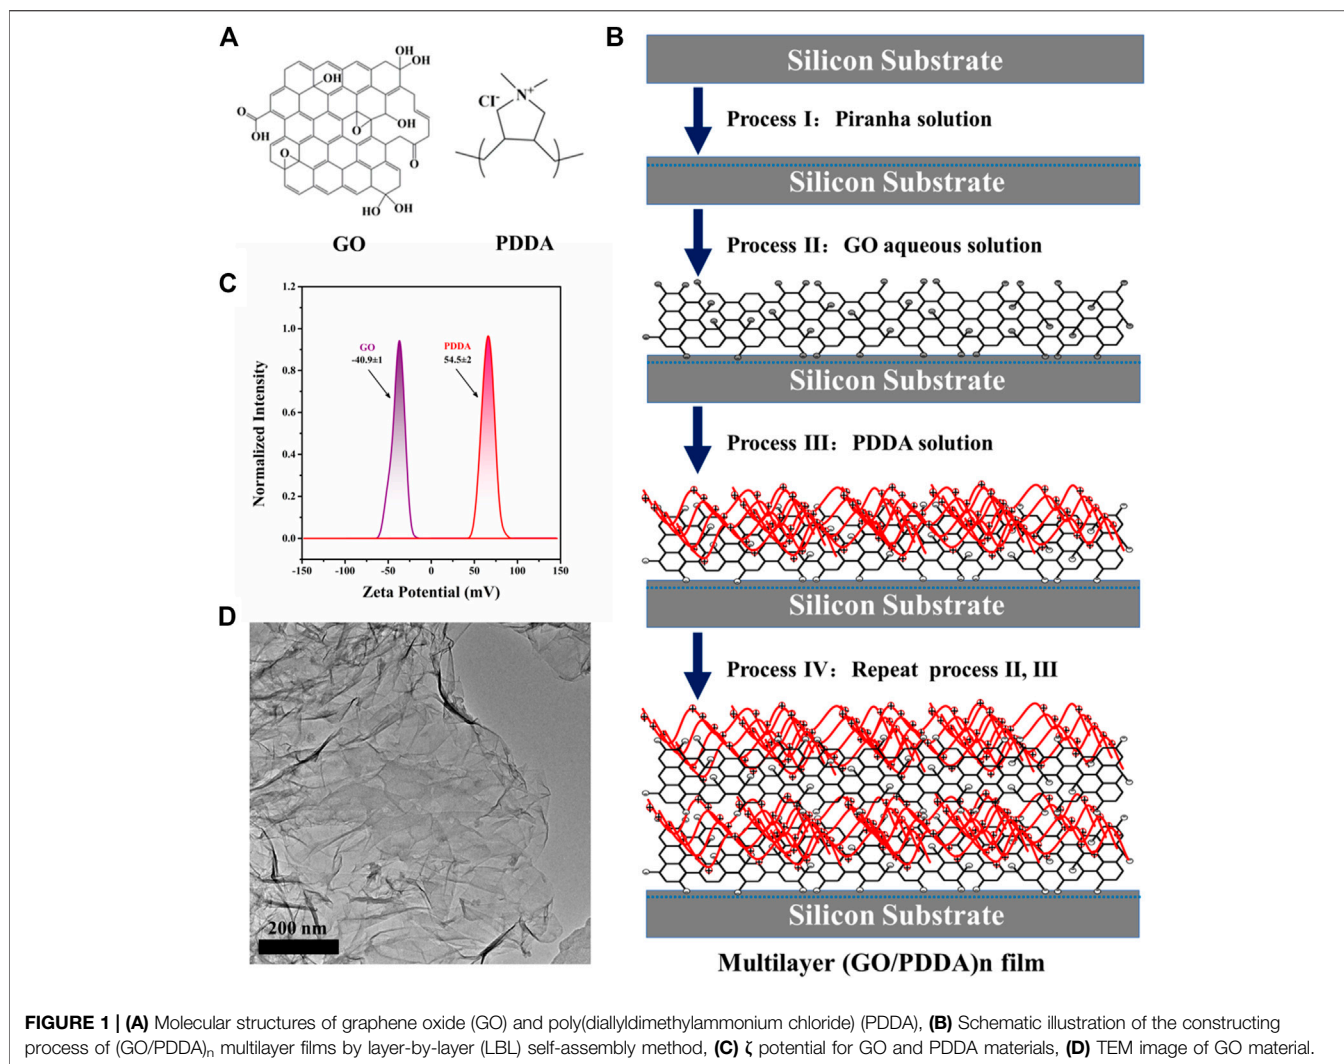 A
OH
OH
OH
O
OH
OH
O
O
O
HO
OH
GO
N+
Cl-
PDDA
B
Silicon Substrate
Process I: Piranha solution
Silicon Substrate
Process II: GO aqueous solution
Silicon Substrate
Process III: PDDA solution
Silicon Substrate
Process IV: Repeat process II, III
Silicon Substrate
Multilayer (GO/PDDA)n film
C
1.2
1.0
0.8
0.6
0.4
0.2
0.0
Normalized Intensity
GO
-40.9±1
PDDA
54.5±2
-150
-100
-50
0
50
100
150
Zeta Potential (mV)
D
200 nm
FIGURE 1 | (A) Molecular structures of graphene oxide (GO) and poly(diallyldimethylammonium chloride) (PDDA), (B) Schematic illustration of the constructing
process of (GO/PDDA)n multilayer films by layer-by-layer (LBL) self-assembly method, (C) ζ potential for GO and PDDA materials, (D) TEM image of GO material.